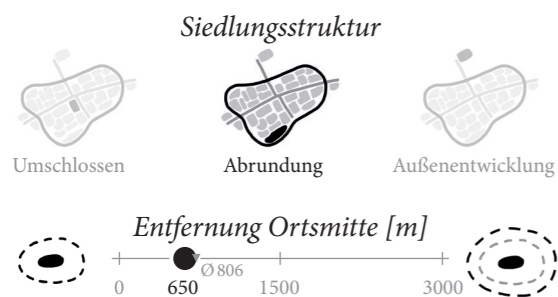 Siedlungsstruktur
Umschlossen Abrundung Außenentwicklung
Entfernung Ortsmitte [m]
Ø 806
0 650 1500 3000